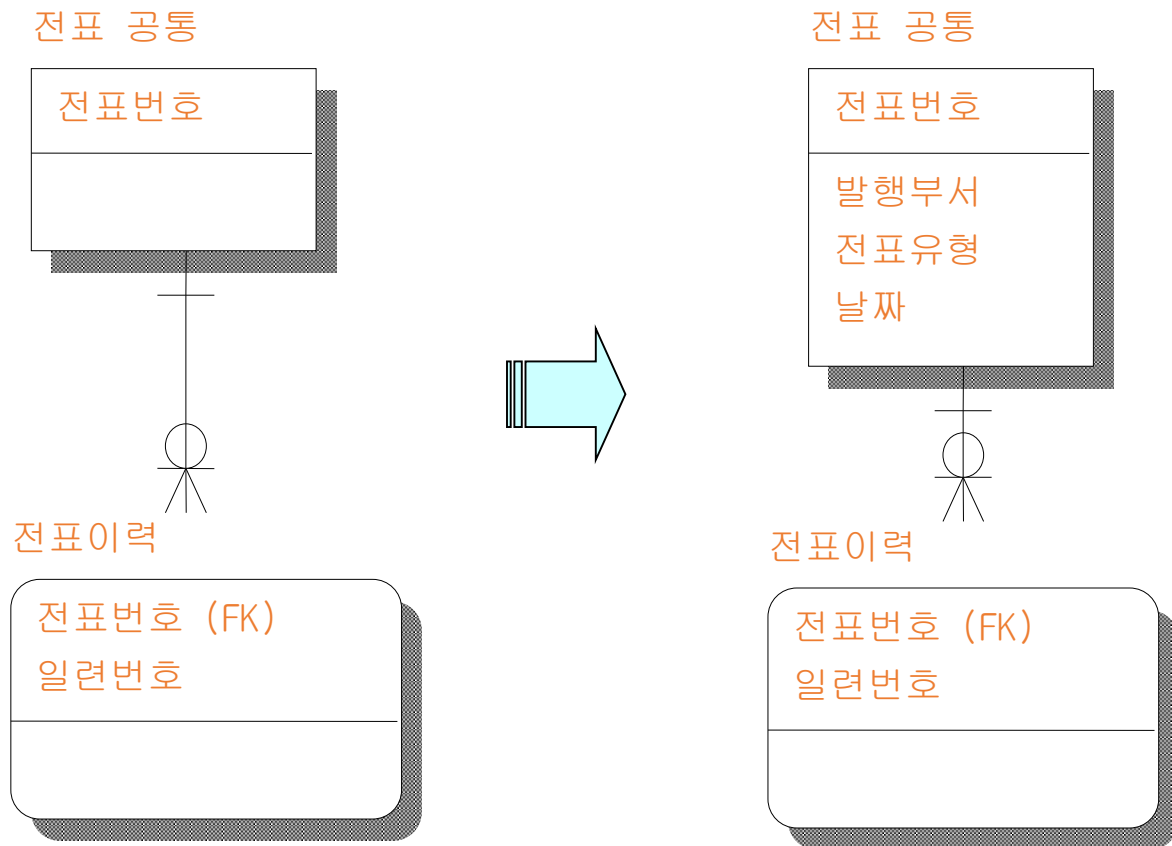 전표 공통
전표번호
전표이력
전표번호 (FK)
일련번호
전표 공통
전표번호
발행부서
전표유형
날짜
전표이력
전표번호 (FK)
일련번호